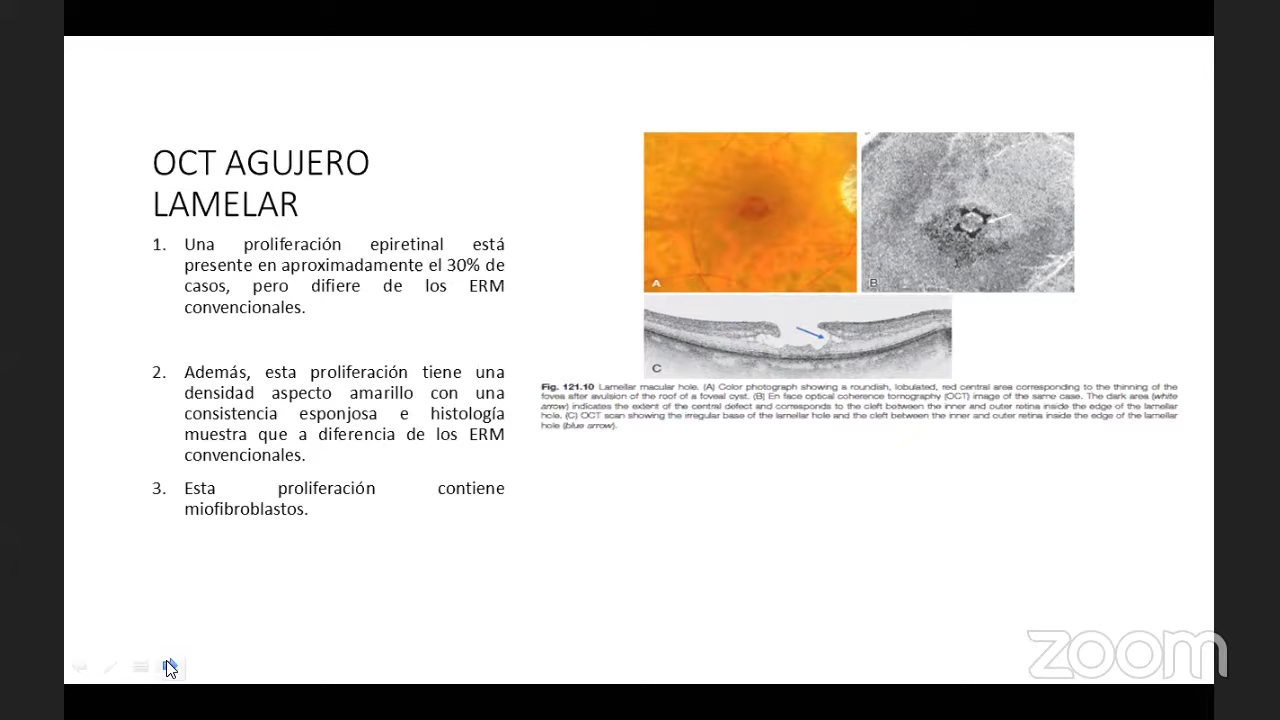 OCT AGUJERO
LAMELAR
1. Una proliferación epiretinal está
presente en aproximadamente el 30% de
casos, pero difiere de los ERM
convencionales.
2. Además, esta proliferación tiene una
densidad aspecto amarillo con una
consistencia esponjosa e histología
muestra que a diferencia de los ERM
convencionales.
3. Esta proliferación contiene
miofibroblastos.
A
B
C
Fig. 121.10 Lamellar macular hole. (A) Color photograph showing a roundish, lobulated, red central area corresponding to the thinning of the
fovea after avulsion of the roof of a foveal cyst. (B) En face optical coherence tomography (OCT) image of the same case. The dark area (white
arrow) indicates the extent of the central defect and corresponds to the cleft between the inner and outer retina inside the edge of the lamellar
hole. (C) OCT scan showing the irregular base of the lamellar hole and the cleft between the inner and outer retina inside the edge of the lamellar
hole (blue arrow).
zoom